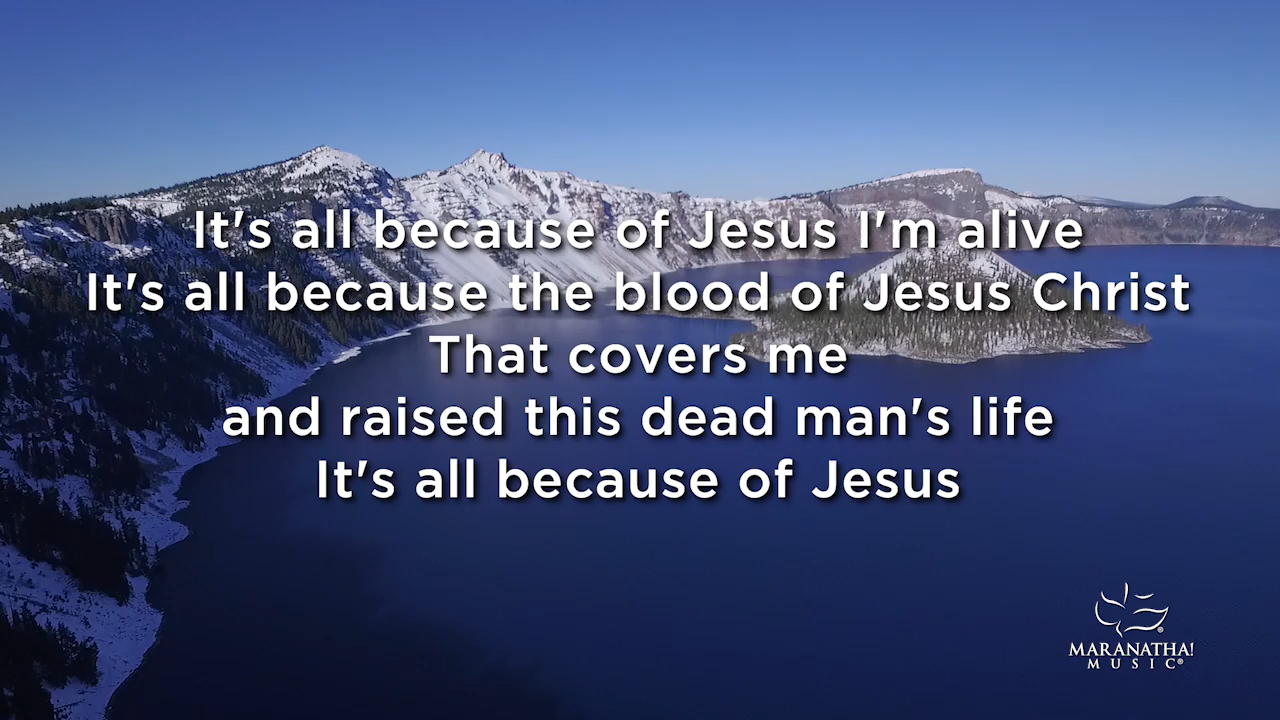 It's all because of Jesus I'm alive
It's all because the blood of Jesus Christ
That covers me
and raised this dead man's life
It's all because of Jesus
MARANATHA!
MUSIC®